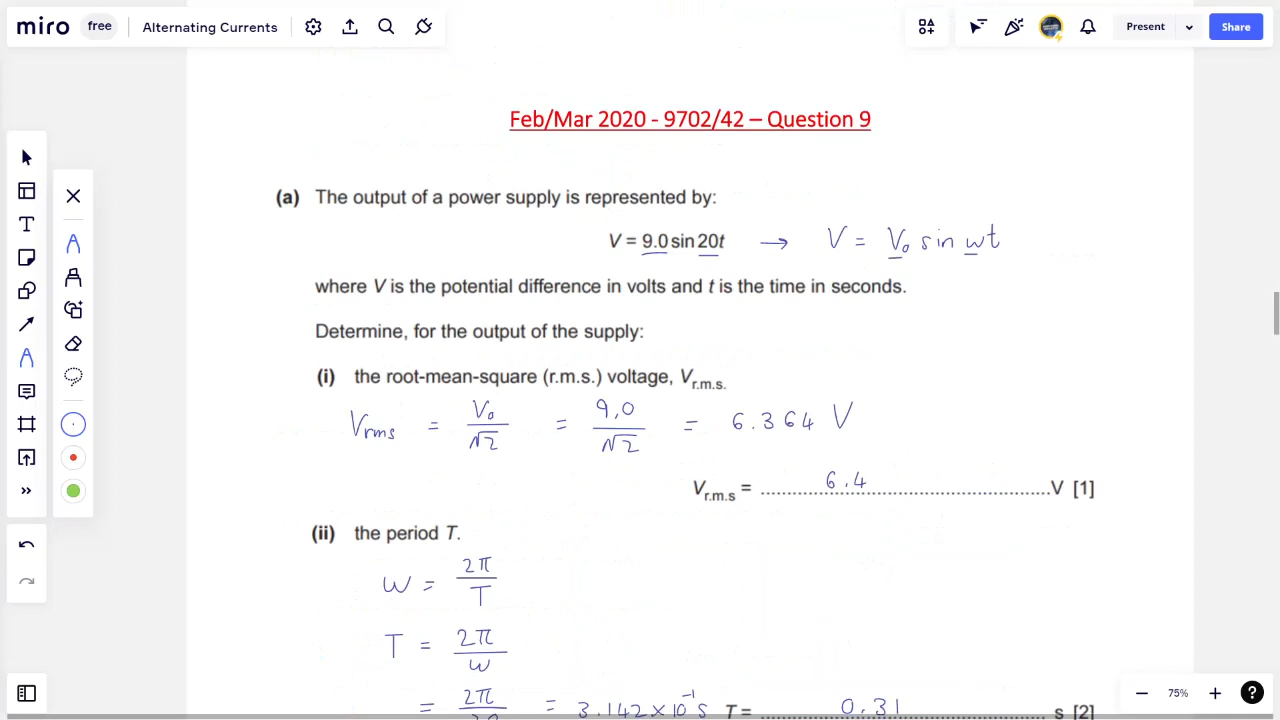 miro free Alternating Currents Present Share
Feb/Mar 2020 - 9702/42 – Question 9
(a) The output of a power supply is represented by:
V = 9.0 sin 20t → V = V₀ sin ωt
where V is the potential difference in volts and t is the time in seconds.
Determine, for the output of the supply:
(i) the root-mean-square (r.m.s.) voltage, Vr.m.s.
Vrms = V₀/√2 = 9.0/√2 = 6.364 V
Vr.m.s = 6.4 V [1]
(ii) the period T.
ω = 2π/T
T = 2π/ω
= 2π/20 = 3.142 × 10⁻¹ s T = 0.31 s [2]
75%